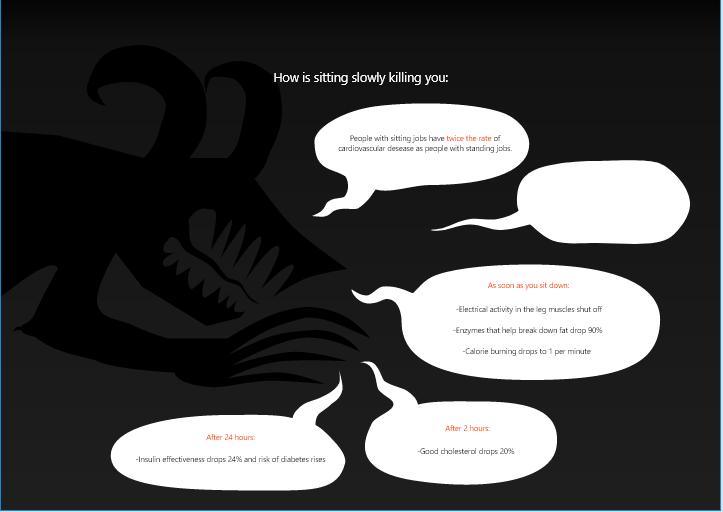 How is sitting slowly killing you:
People with sitting jobs have twice the rate of
cardiovascular desease as people with standing jobs.
As soon as you sit down:
-Electrical activity in the leg muscles shut off
-Enzymes that help break down fat drop 90%
-Calorie burning drops to 1 per minute
After 24 hours:
-Insulin effectiveness drops 24% and risk of diabetes rises
After 2 hours:
-Good cholesterol drops 20%